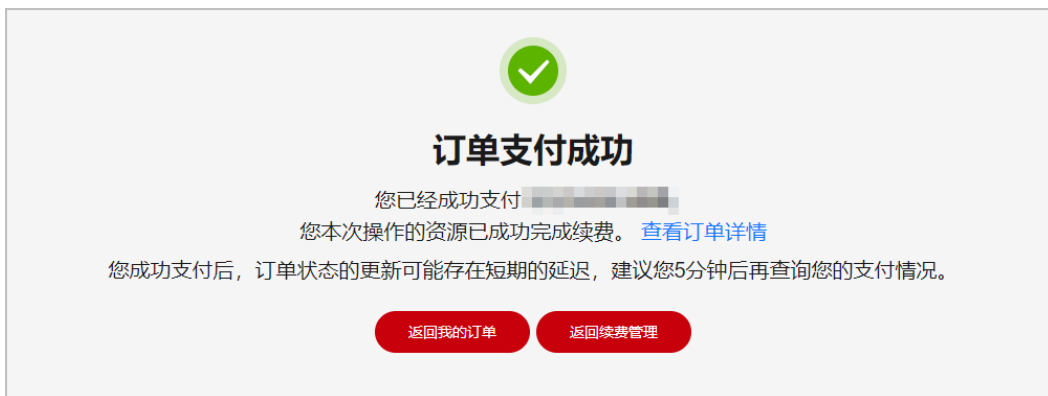 订单支付成功
您已经成功支付
您本次操作的资源已成功完成续费。 查看订单详情
您成功支付后，订单状态的更新可能存在短期的延迟，建议您5分钟后再查询您的支付情况。
返回我的订单 返回续费管理